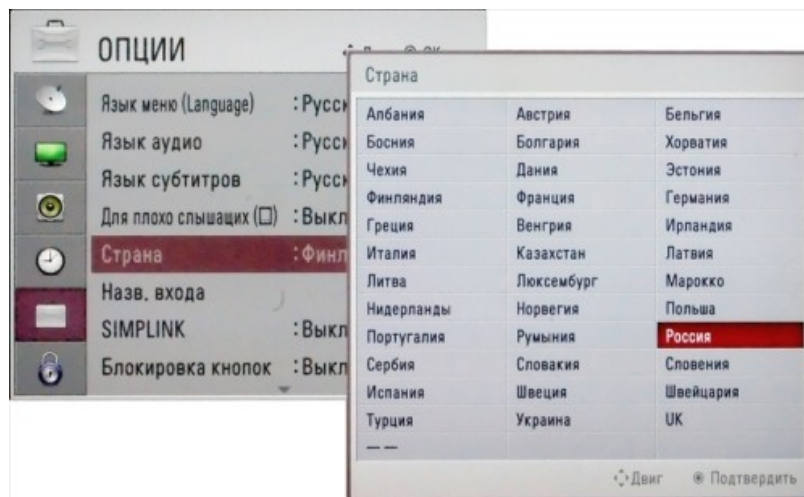 ОПЦИИ
Язык меню (Language) : Русск
Язык аудио : Русск
Язык субтитров : Русск
Для плохо слышащих (☐) : Выкл
Страна : Финл
Назв. входа
SIMPLINK : Выкл
Блокировка кнопок : Выкл
Страна
Албания Австрия Бельгия
Босния Болгария Хорватия
Чехия Дания Эстония
Финляндия Франция Германия
Греция Венгрия Ирландия
Италия Казахстан Латвия
Литва Люксембург Марокко
Нидерланды Норвегия Польша
Португалия Румыния Россия
Сербия Словакия Словения
Испания Швеция Швейцария
Турция Украина UK
— —
Двиг Подтвердить